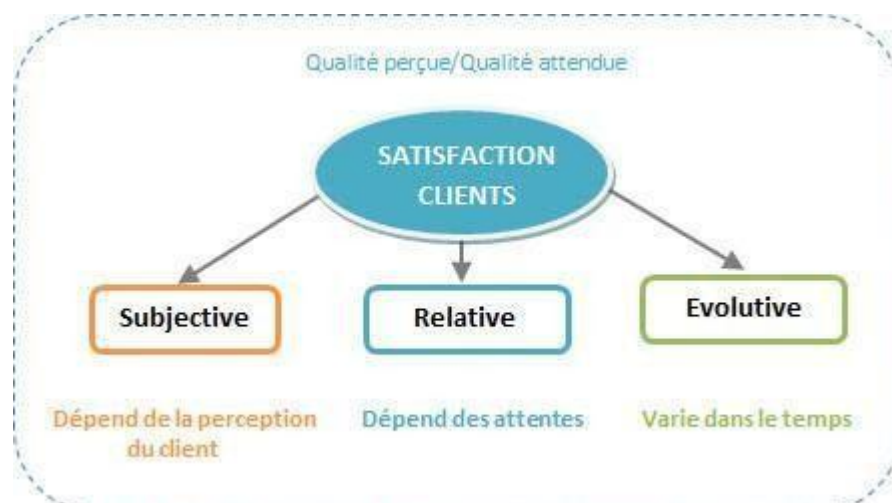 Qualité perçue/Qualité attendue
SATISFACTION
CLIENTS
Subjective
Relative
Evolutive
Dépend de la perception
du client
Dépend des attentes
Varie dans le temps